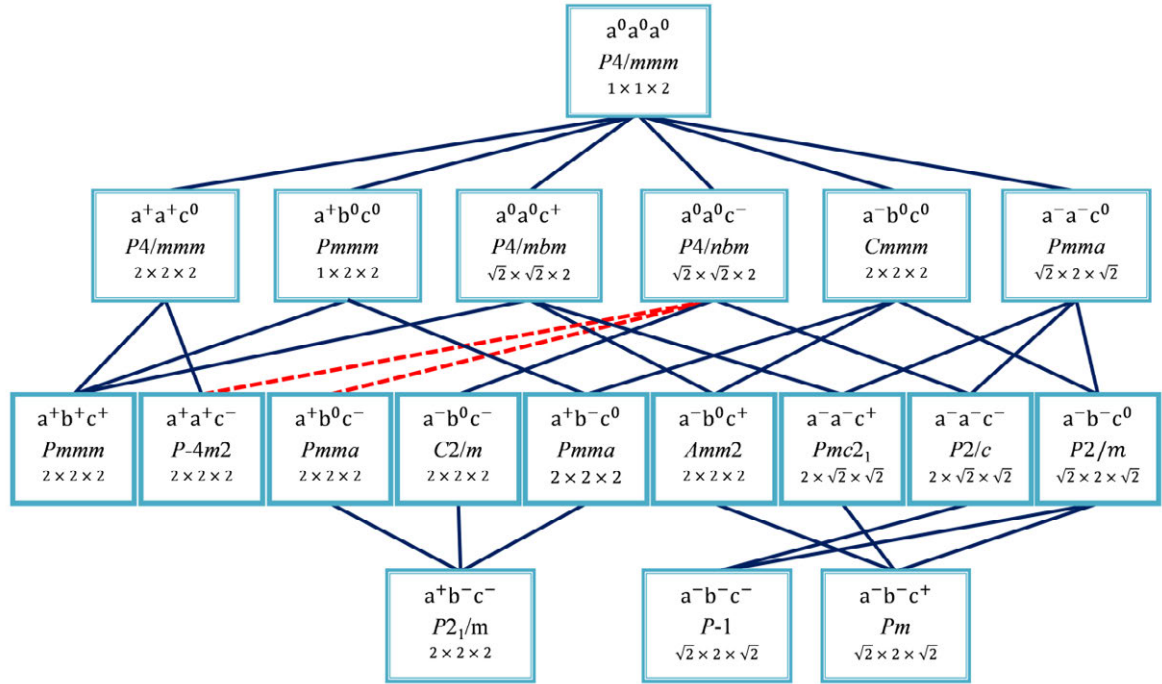 a⁰a⁰a⁰
P4/mmm
1 × 1 × 2
a⁺a⁺c⁰
P4/mmm
2 × 2 × 2
a⁺b⁰c⁰
Pmmm
1 × 2 × 2
a⁰a⁰c⁺
P4/mbm
√2 × √2 × 2
a⁰a⁰c⁻
P4/nbm
√2 × √2 × 2
a⁻b⁰c⁰
Cmmm
2 × 2 × 2
a⁻a⁻c⁰
Pmma
√2 × 2 × √2
a⁺b⁺c⁺
Pmmm
2 × 2 × 2
a⁺a⁺c⁻
P-4m2
2 × 2 × 2
a⁺b⁰c⁻
Pmma
2 × 2 × 2
a⁻b⁰c⁻
C2/m
2 × 2 × 2
a⁺b⁻c⁰
Pmma
2 × 2 × 2
a⁻b⁰c⁺
Amm2
2 × 2 × 2
a⁻a⁻c⁺
Pmc2₁
2 × √2 × √2
a⁻a⁻c⁻
P2/c
2 × √2 × √2
a⁻b⁻c⁰
P2/m
√2 × 2 × √2
a⁺b⁻c⁻
P2₁/m
2 × 2 × 2
a⁻b⁻c⁻
P-1
√2 × 2 × √2
a⁻b⁻c⁺
Pm
√2 × 2 × √2